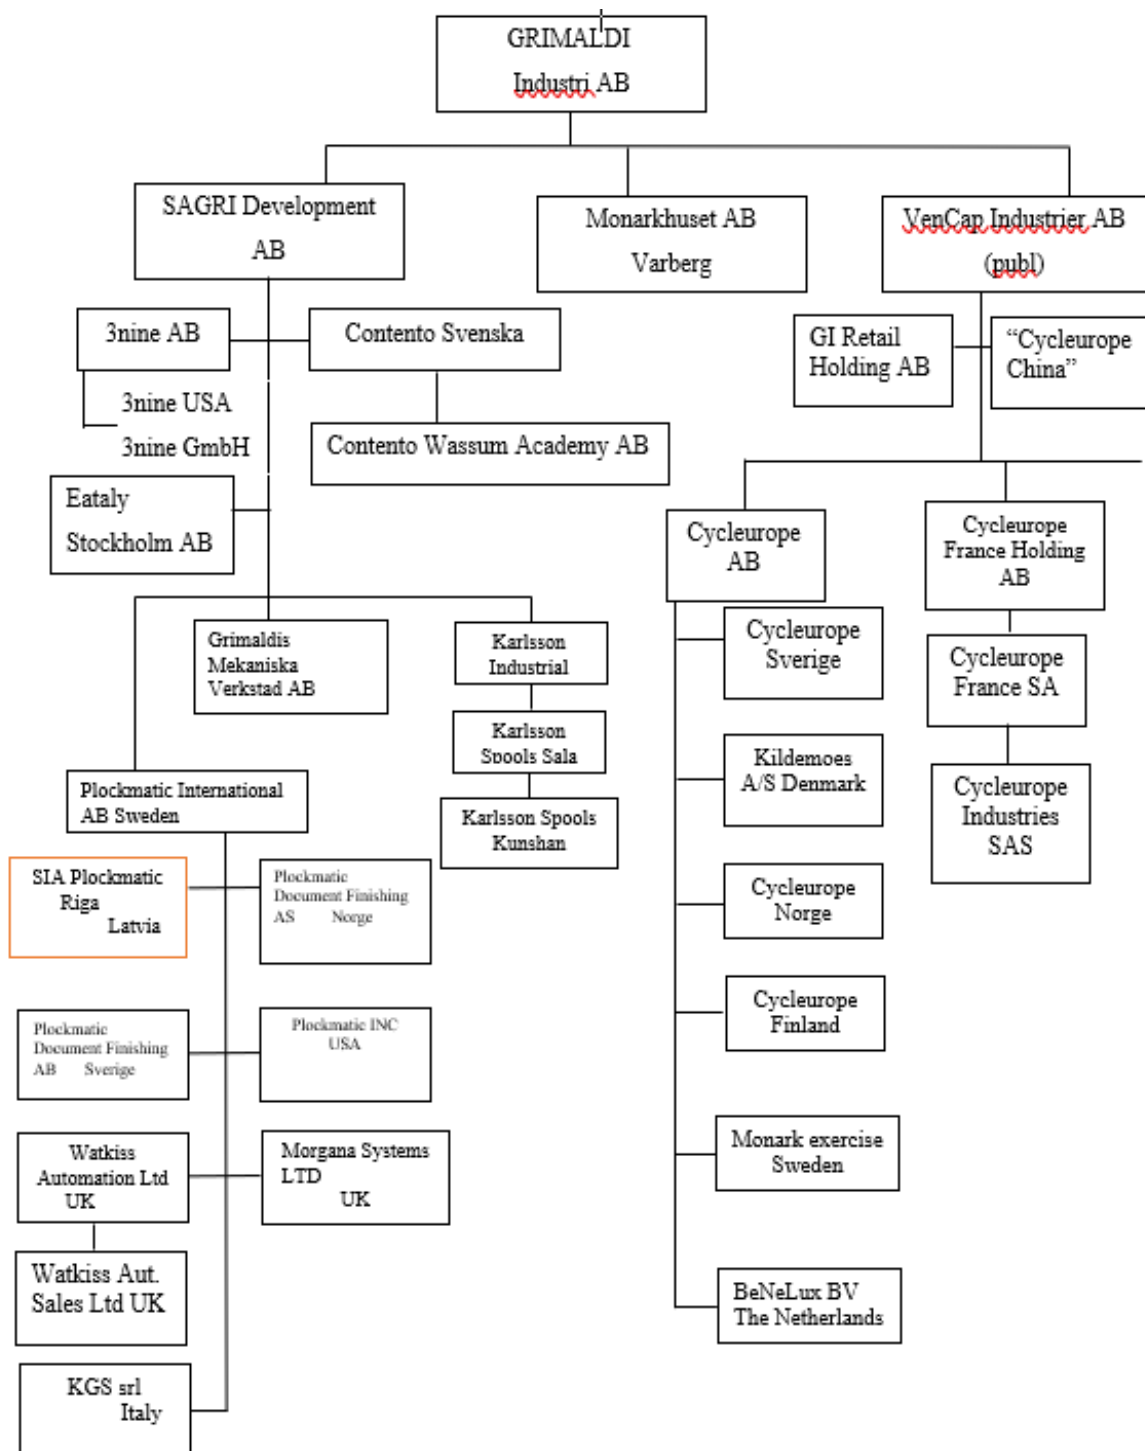 GRIMALDI
Industri AB
SAGRI Development
AB
Monarkhuset AB
Varberg
VenCap Industrier AB
(publ)
3nine AB
Contento Svenska
GI Retail
Holding AB
“Cycleurope
China”
3nine USA
3nine GmbH
Contento Wassum Academy AB
Eataly
Stockholm AB
Cycleurope
AB
Cycleurope
France Holding
AB
Grimaldis
Mekaniska
Verkstad AB
Karlsson
Industrial
Cycleurope
Sverige
Cycleurope
France SA
Karlsson
Spools Sala
Plockmatic International
AB Sweden
Karlsson Spools
Kunshan
Kildemoes
A/S Denmark
Cycleurope
Industries
SAS
SIA Plockmatic
Riga
Latvia
Plockmatic
Document Finishing
AS Norge
Cycleurope
Norge
Plockmatic
Document Finishing
AB Sverige
Plockmatic INC
USA
Cycleurope
Finland
Watkiss
Automation Ltd
UK
Morgana Systems
LTD
UK
Monark exercise
Sweden
Watkiss Aut.
Sales Ltd UK
BeNeLux BV
The Netherlands
KGS srl
Italy